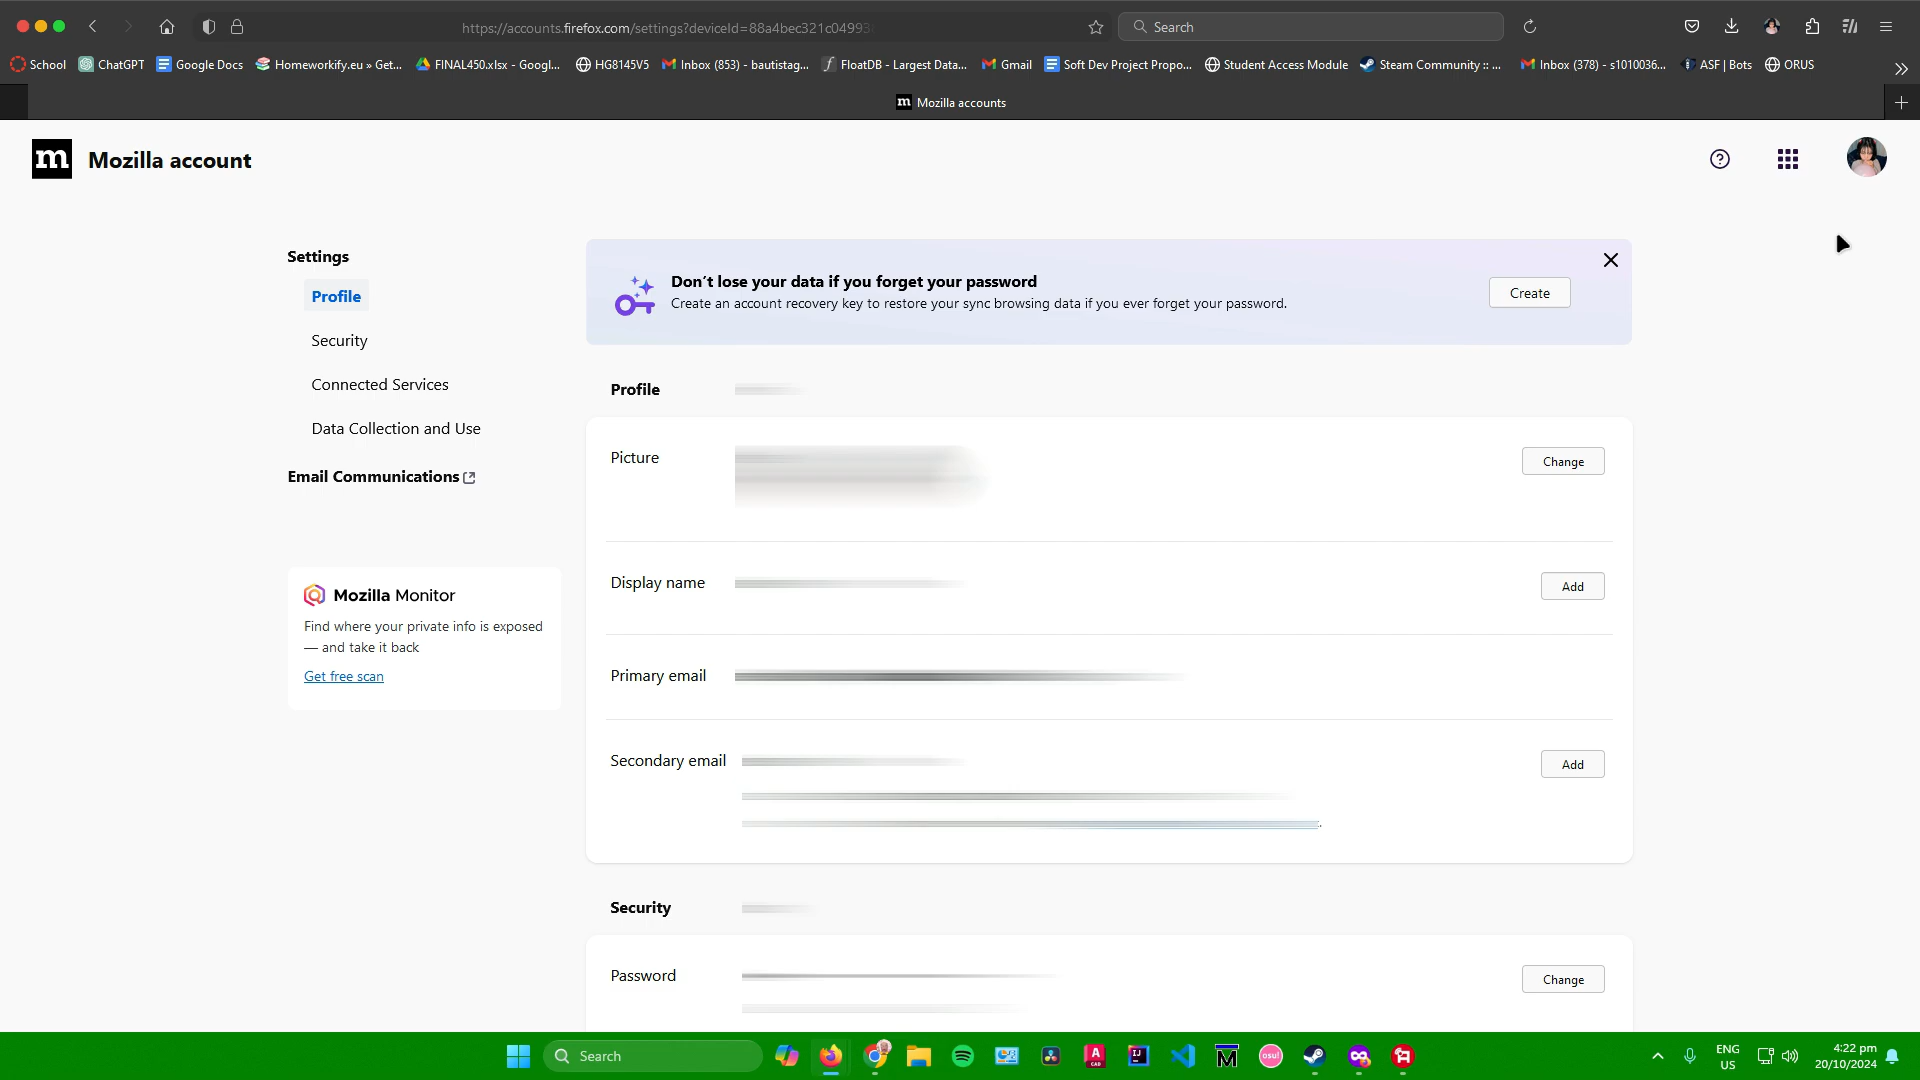 https://accounts.firefox.com/settings?deviceId=88a4bec321c04993
Search
School
ChatGPT
Google Docs
Homeworkify.eu » Get...
FINAL450.xlsx - Googl...
HG8145V5
Inbox (853) - bautistag...
FloatDB - Largest Data...
Gmail
Soft Dev Project Propo...
Student Access Module
Steam Community :: ...
Inbox (378) - s1010036...
ASF | Bots
ORUS
m Mozilla accounts
m Mozilla account
Settings
Profile
Security
Connected Services
Data Collection and Use
Email Communications
Mozilla Monitor
Find where your private info is exposed
— and take it back
Get free scan
Don't lose your data if you forget your password
Create an account recovery key to restore your sync browsing data if you ever forget your password.
Create
Profile
Picture
Change
Display name
Add
Primary email
Secondary email
Add
Security
Password
Change
Search
ENG
US
4:22 pm
20/10/2024